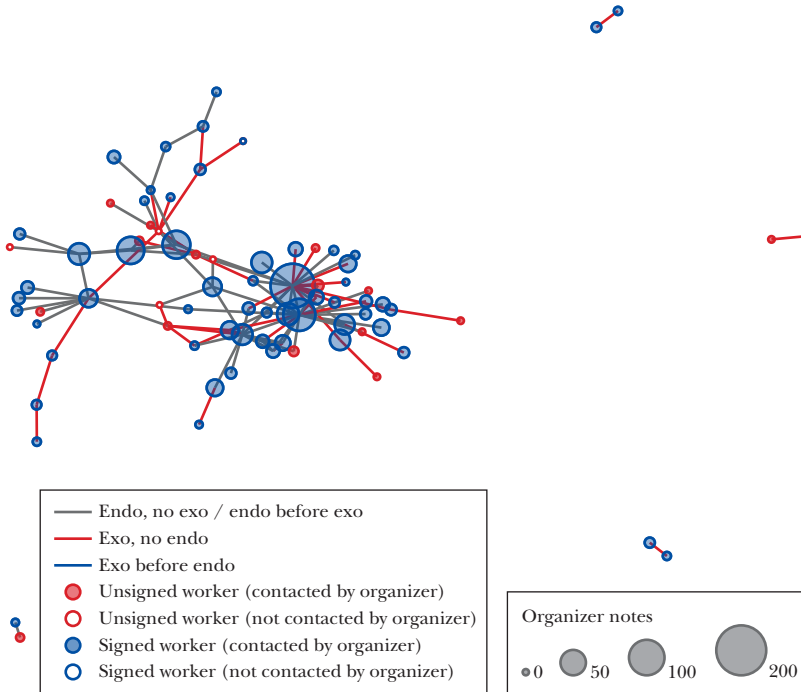 Endo, no exo / endo before exo
Exo, no endo
Exo before endo
Unsigned worker (contacted by organizer)
Unsigned worker (not contacted by organizer)
Signed worker (contacted by organizer)
Signed worker (not contacted by organizer)
Organizer notes
0 50 100 200